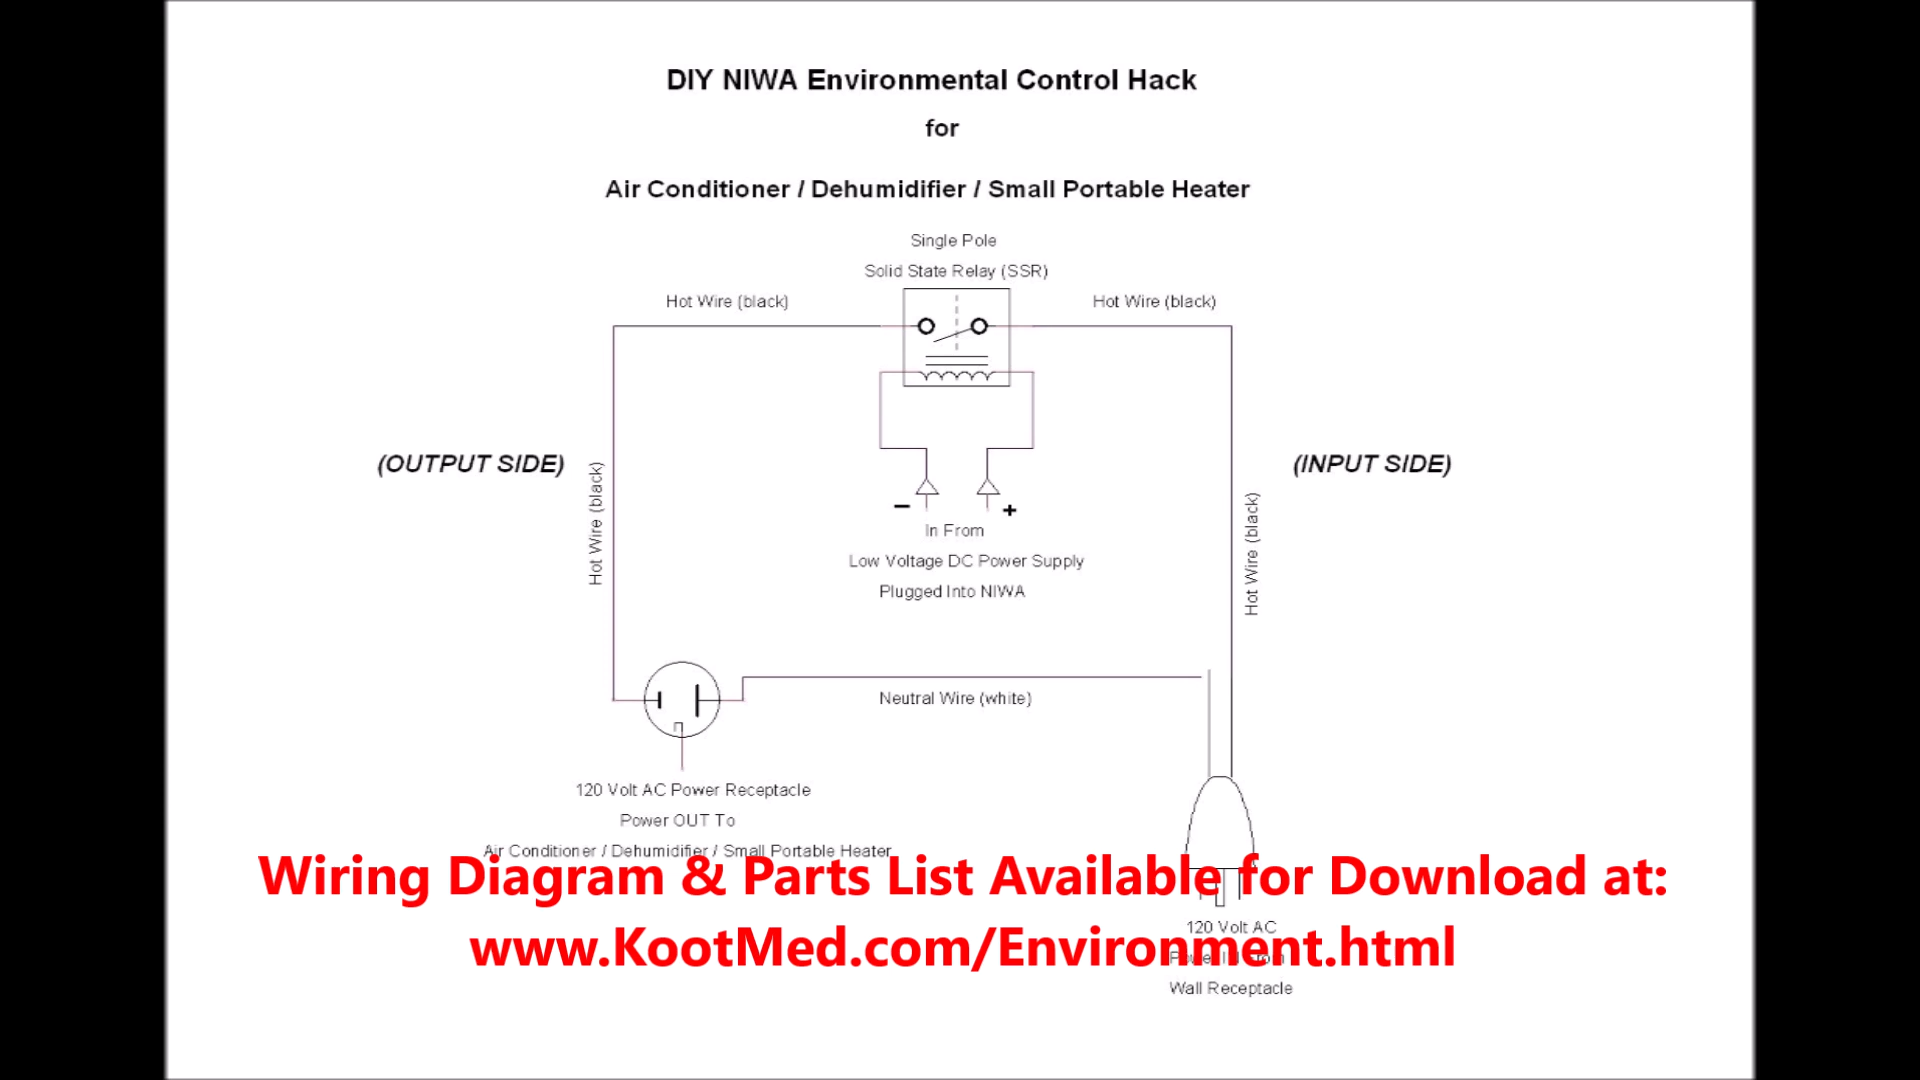 DIY NIWA Environmental Control Hack
for
Air Conditioner / Dehumidifier / Small Portable Heater
Single Pole
Solid State Relay (SSR)
Hot Wire (black)
Hot Wire (black)
(OUTPUT SIDE)
Hot Wire (black)
(INPUT SIDE)
Hot Wire (black)
− +
In From
Low Voltage DC Power Supply
Plugged Into NIWA
Neutral Wire (white)
120 Volt AC Power Receptacle
Power OUT To
Air Conditioner / Dehumidifier / Small Portable Heater
Wiring Diagram & Parts List Available for Download at:
www.KootMed.com/Environment.html
120 Volt AC
Wall Receptacle